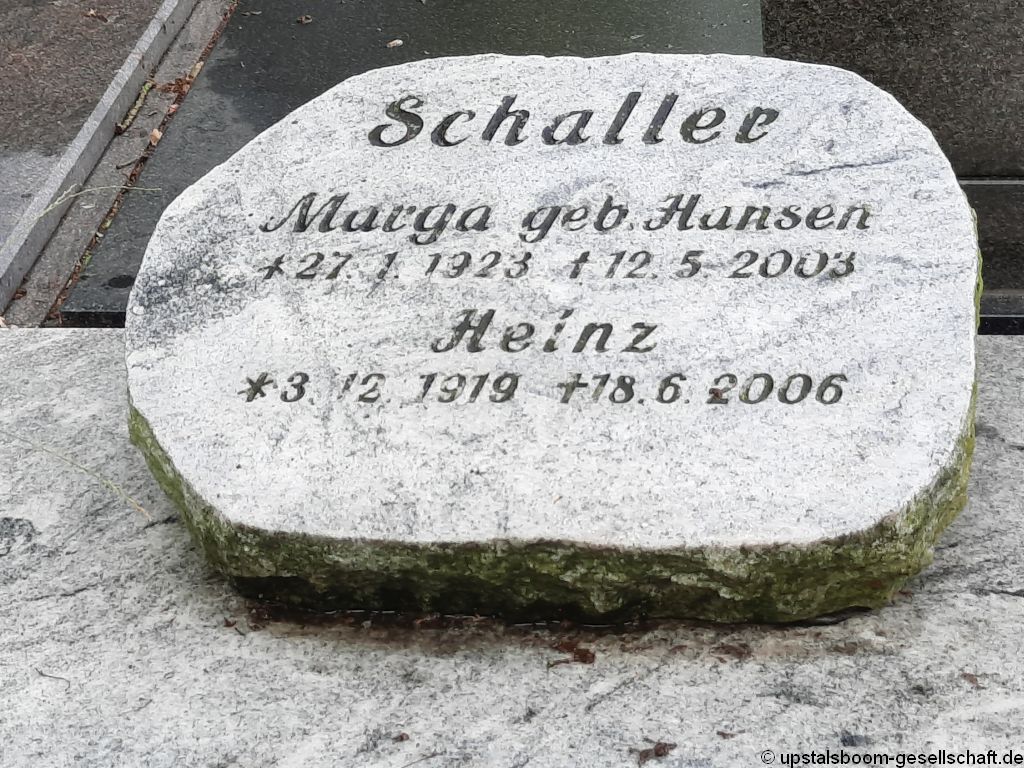 Schaller
Marga geb. Hansen
*27. 1. 1923 †12. 5. 2003
Heinz
*3. 12. 1919 †18. 6. 2006
© upstalsboom-gesellschaft.de